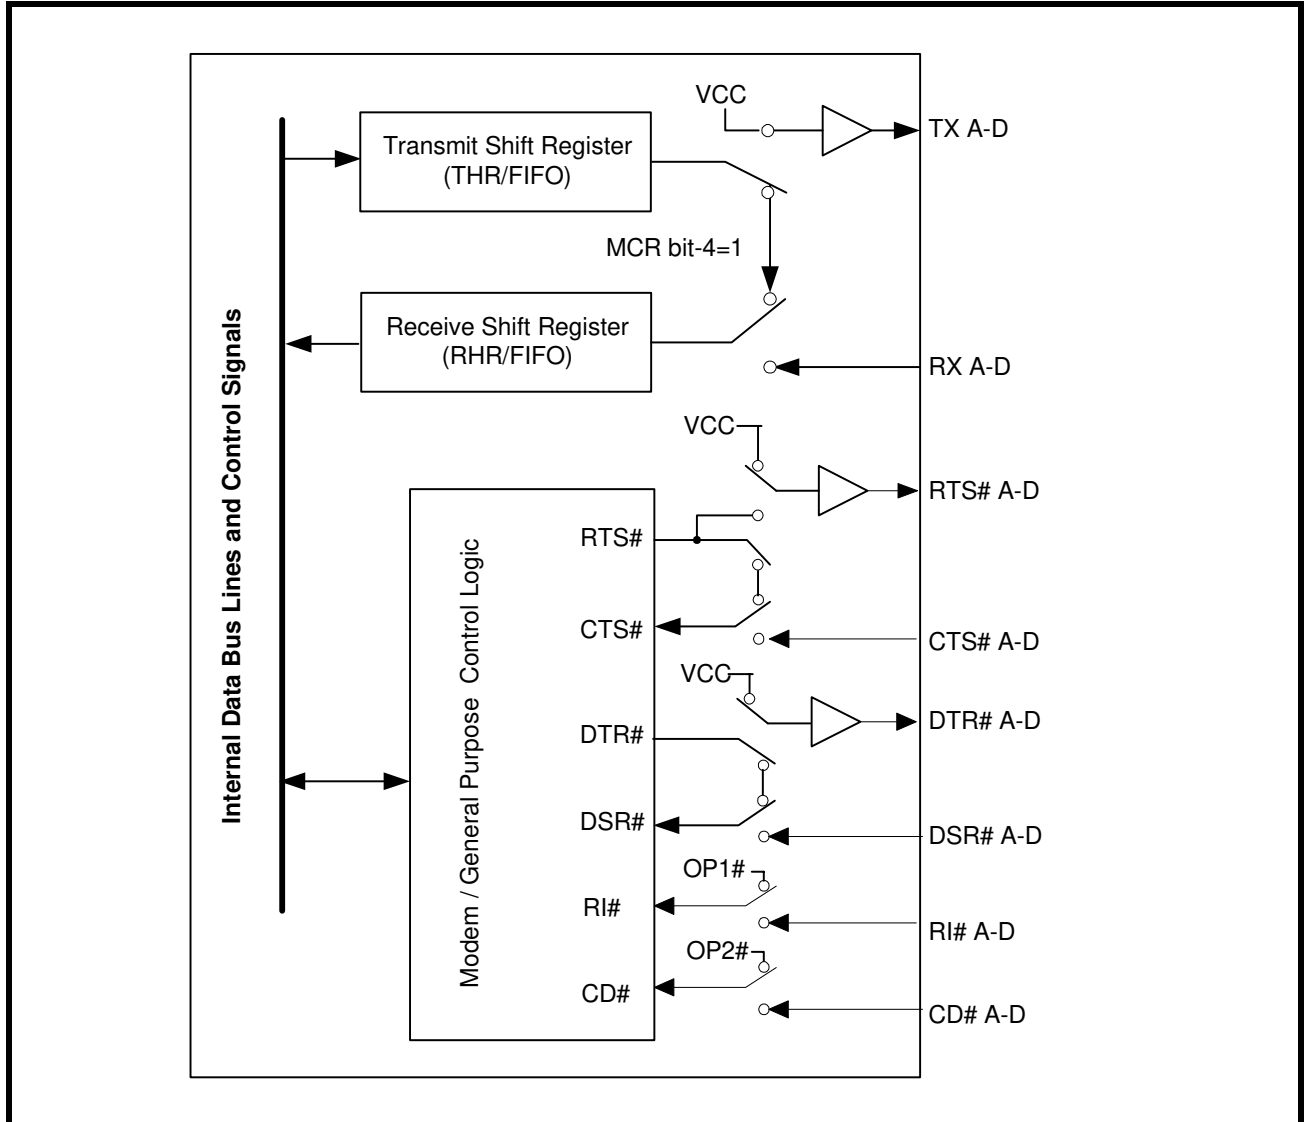 VCC
TX A-D
Transmit Shift Register
(THR/FIFO)
MCR bit-4=1
Receive Shift Register
(RHR/FIFO)
RX A-D
Internal Data Bus Lines and Control Signals
VCC
RTS# A-D
Modem / General Purpose Control Logic
RTS#
CTS#
CTS# A-D
VCC
DTR# A-D
DTR#
DSR#
DSR# A-D
OP1#
RI#
RI# A-D
OP2#
CD#
CD# A-D